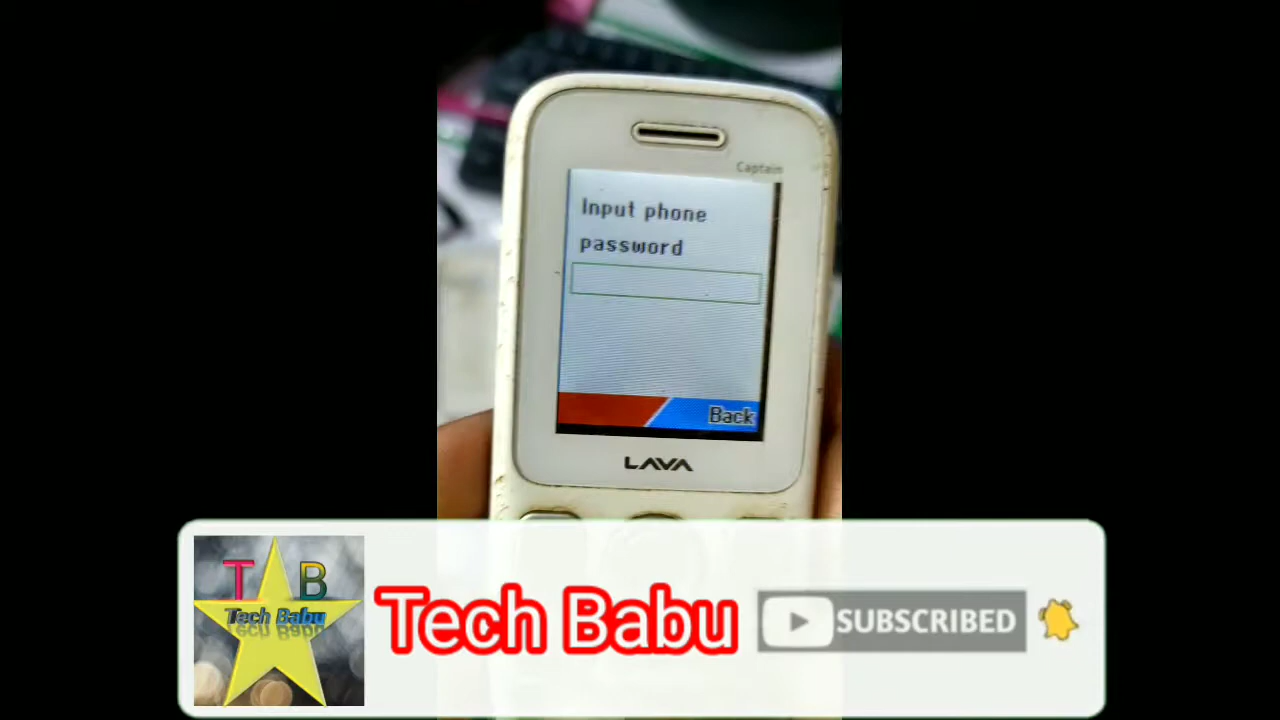 Captain
Input phone
password
Back
LAVA
T B
Tech Babu
Tech Babu
SUBSCRIBED